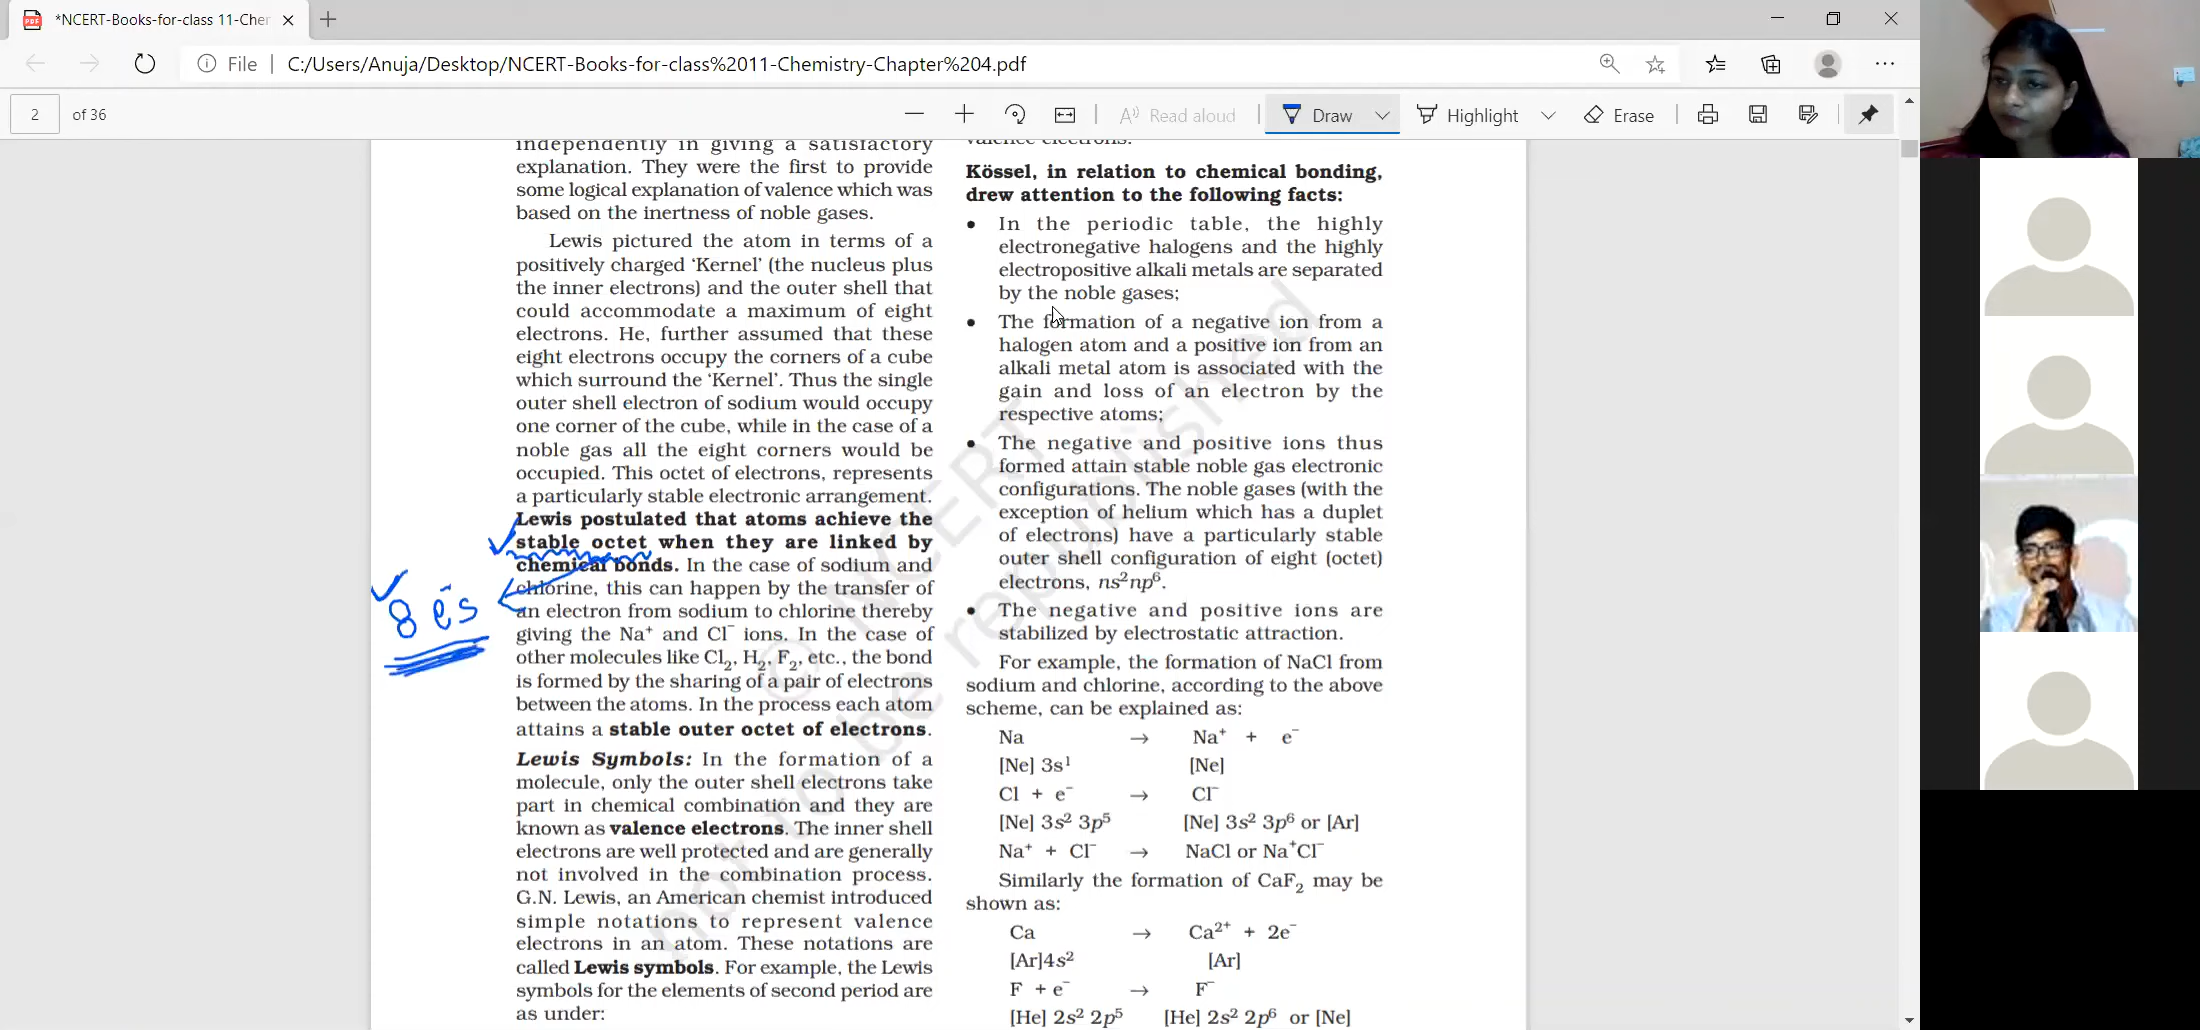 *NCERT-Books-for-class 11-Cher
File
C:/Users/Anuja/Desktop/NCERT-Books-for-class%2011-Chemistry-Chapter%204.pdf
2 of 36
Read aloud
Draw
Highlight
Erase
independently in giving a satisfactory
explanation. They were the first to provide
some logical explanation of valence which was
based on the inertness of noble gases.
Lewis pictured the atom in terms of a
positively charged ‘Kernel’ (the nucleus plus
the inner electrons) and the outer shell that
could accommodate a maximum of eight
electrons. He, further assumed that these
eight electrons occupy the corners of a cube
which surround the ‘Kernel’. Thus the single
outer shell electron of sodium would occupy
one corner of the cube, while in the case of a
noble gas all the eight corners would be
occupied. This octet of electrons, represents
a particularly stable electronic arrangement.
Lewis postulated that atoms achieve the
stable octet when they are linked by
chemical bonds. In the case of sodium and
chlorine, this can happen by the transfer of
an electron from sodium to chlorine thereby
giving the Na⁺ and Cl⁻ ions. In the case of
other molecules like Cl₂, H₂, F₂, etc., the bond
is formed by the sharing of a pair of electrons
between the atoms. In the process each atom
attains a stable outer octet of electrons.
Lewis Symbols: In the formation of a
molecule, only the outer shell electrons take
part in chemical combination and they are
known as valence electrons. The inner shell
electrons are well protected and are generally
not involved in the combination process.
G.N. Lewis, an American chemist introduced
simple notations to represent valence
electrons in an atom. These notations are
called Lewis symbols. For example, the Lewis
symbols for the elements of second period are
as under:
8 e⁻s
valence electrons.
Kössel, in relation to chemical bonding,
drew attention to the following facts:
• In the periodic table, the highly
electronegative halogens and the highly
electropositive alkali metals are separated
by the noble gases;
• The formation of a negative ion from a
halogen atom and a positive ion from an
alkali metal atom is associated with the
gain and loss of an electron by the
respective atoms;
• The negative and positive ions thus
formed attain stable noble gas electronic
configurations. The noble gases (with the
exception of helium which has a duplet
of electrons) have a particularly stable
outer shell configuration of eight (octet)
electrons, ns²np⁶.
• The negative and positive ions are
stabilized by electrostatic attraction.
For example, the formation of NaCl from
sodium and chlorine, according to the above
scheme, can be explained as:
Na → Na⁺ + e⁻
[Ne] 3s¹ [Ne]
Cl + e⁻ → Cl⁻
[Ne] 3s² 3p⁵ [Ne] 3s² 3p⁶ or [Ar]
Na⁺ + Cl⁻ → NaCl or Na⁺Cl⁻
Similarly the formation of CaF₂ may be
shown as:
Ca → Ca²⁺ + 2e⁻
[Ar]4s² [Ar]
F + e⁻ → F⁻
[He] 2s² 2p⁵ [He] 2s² 2p⁶ or [Ne]
© NCERT
not to be republished